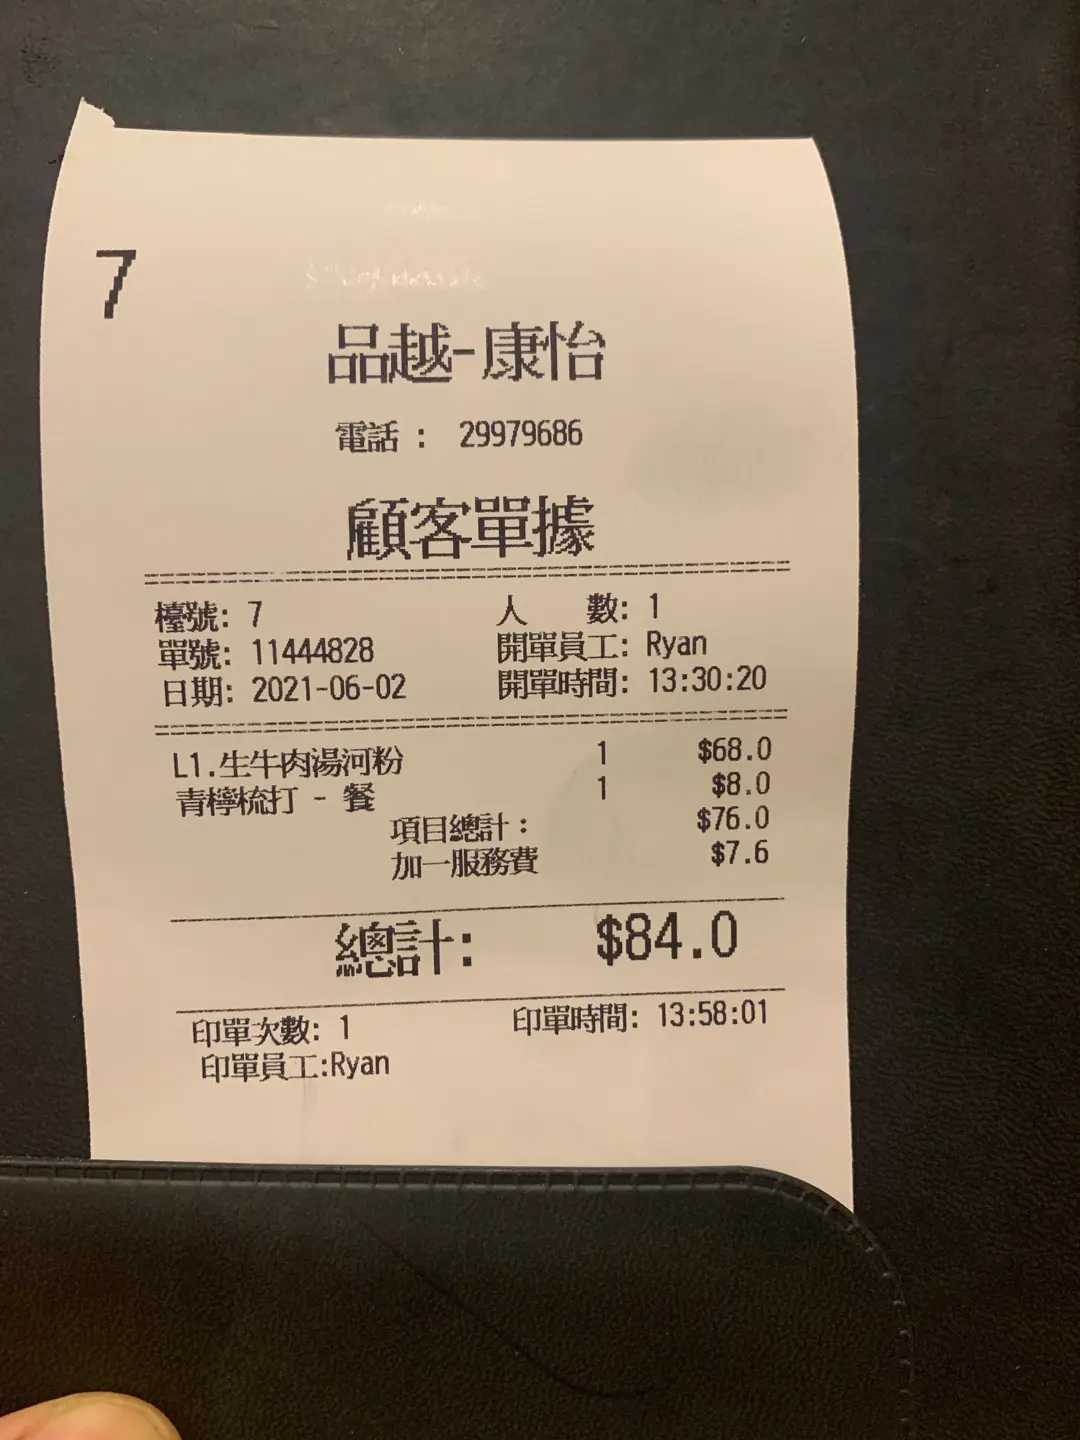 7
品越-康怡
電話 : 29979686
顧客單據
檯號: 7 人 數: 1
單號: 11444828 開單員工: Ryan
日期: 2021-06-02 開單時間: 13:30:20
L1.生牛肉湯河粉 1 $68.0
青檸梳打 - 餐 1 $8.0
項目總計: $76.0
加一服務費 $7.6
總計: $84.0
印單次數: 1 印單時間: 13:58:01
印單員工:Ryan